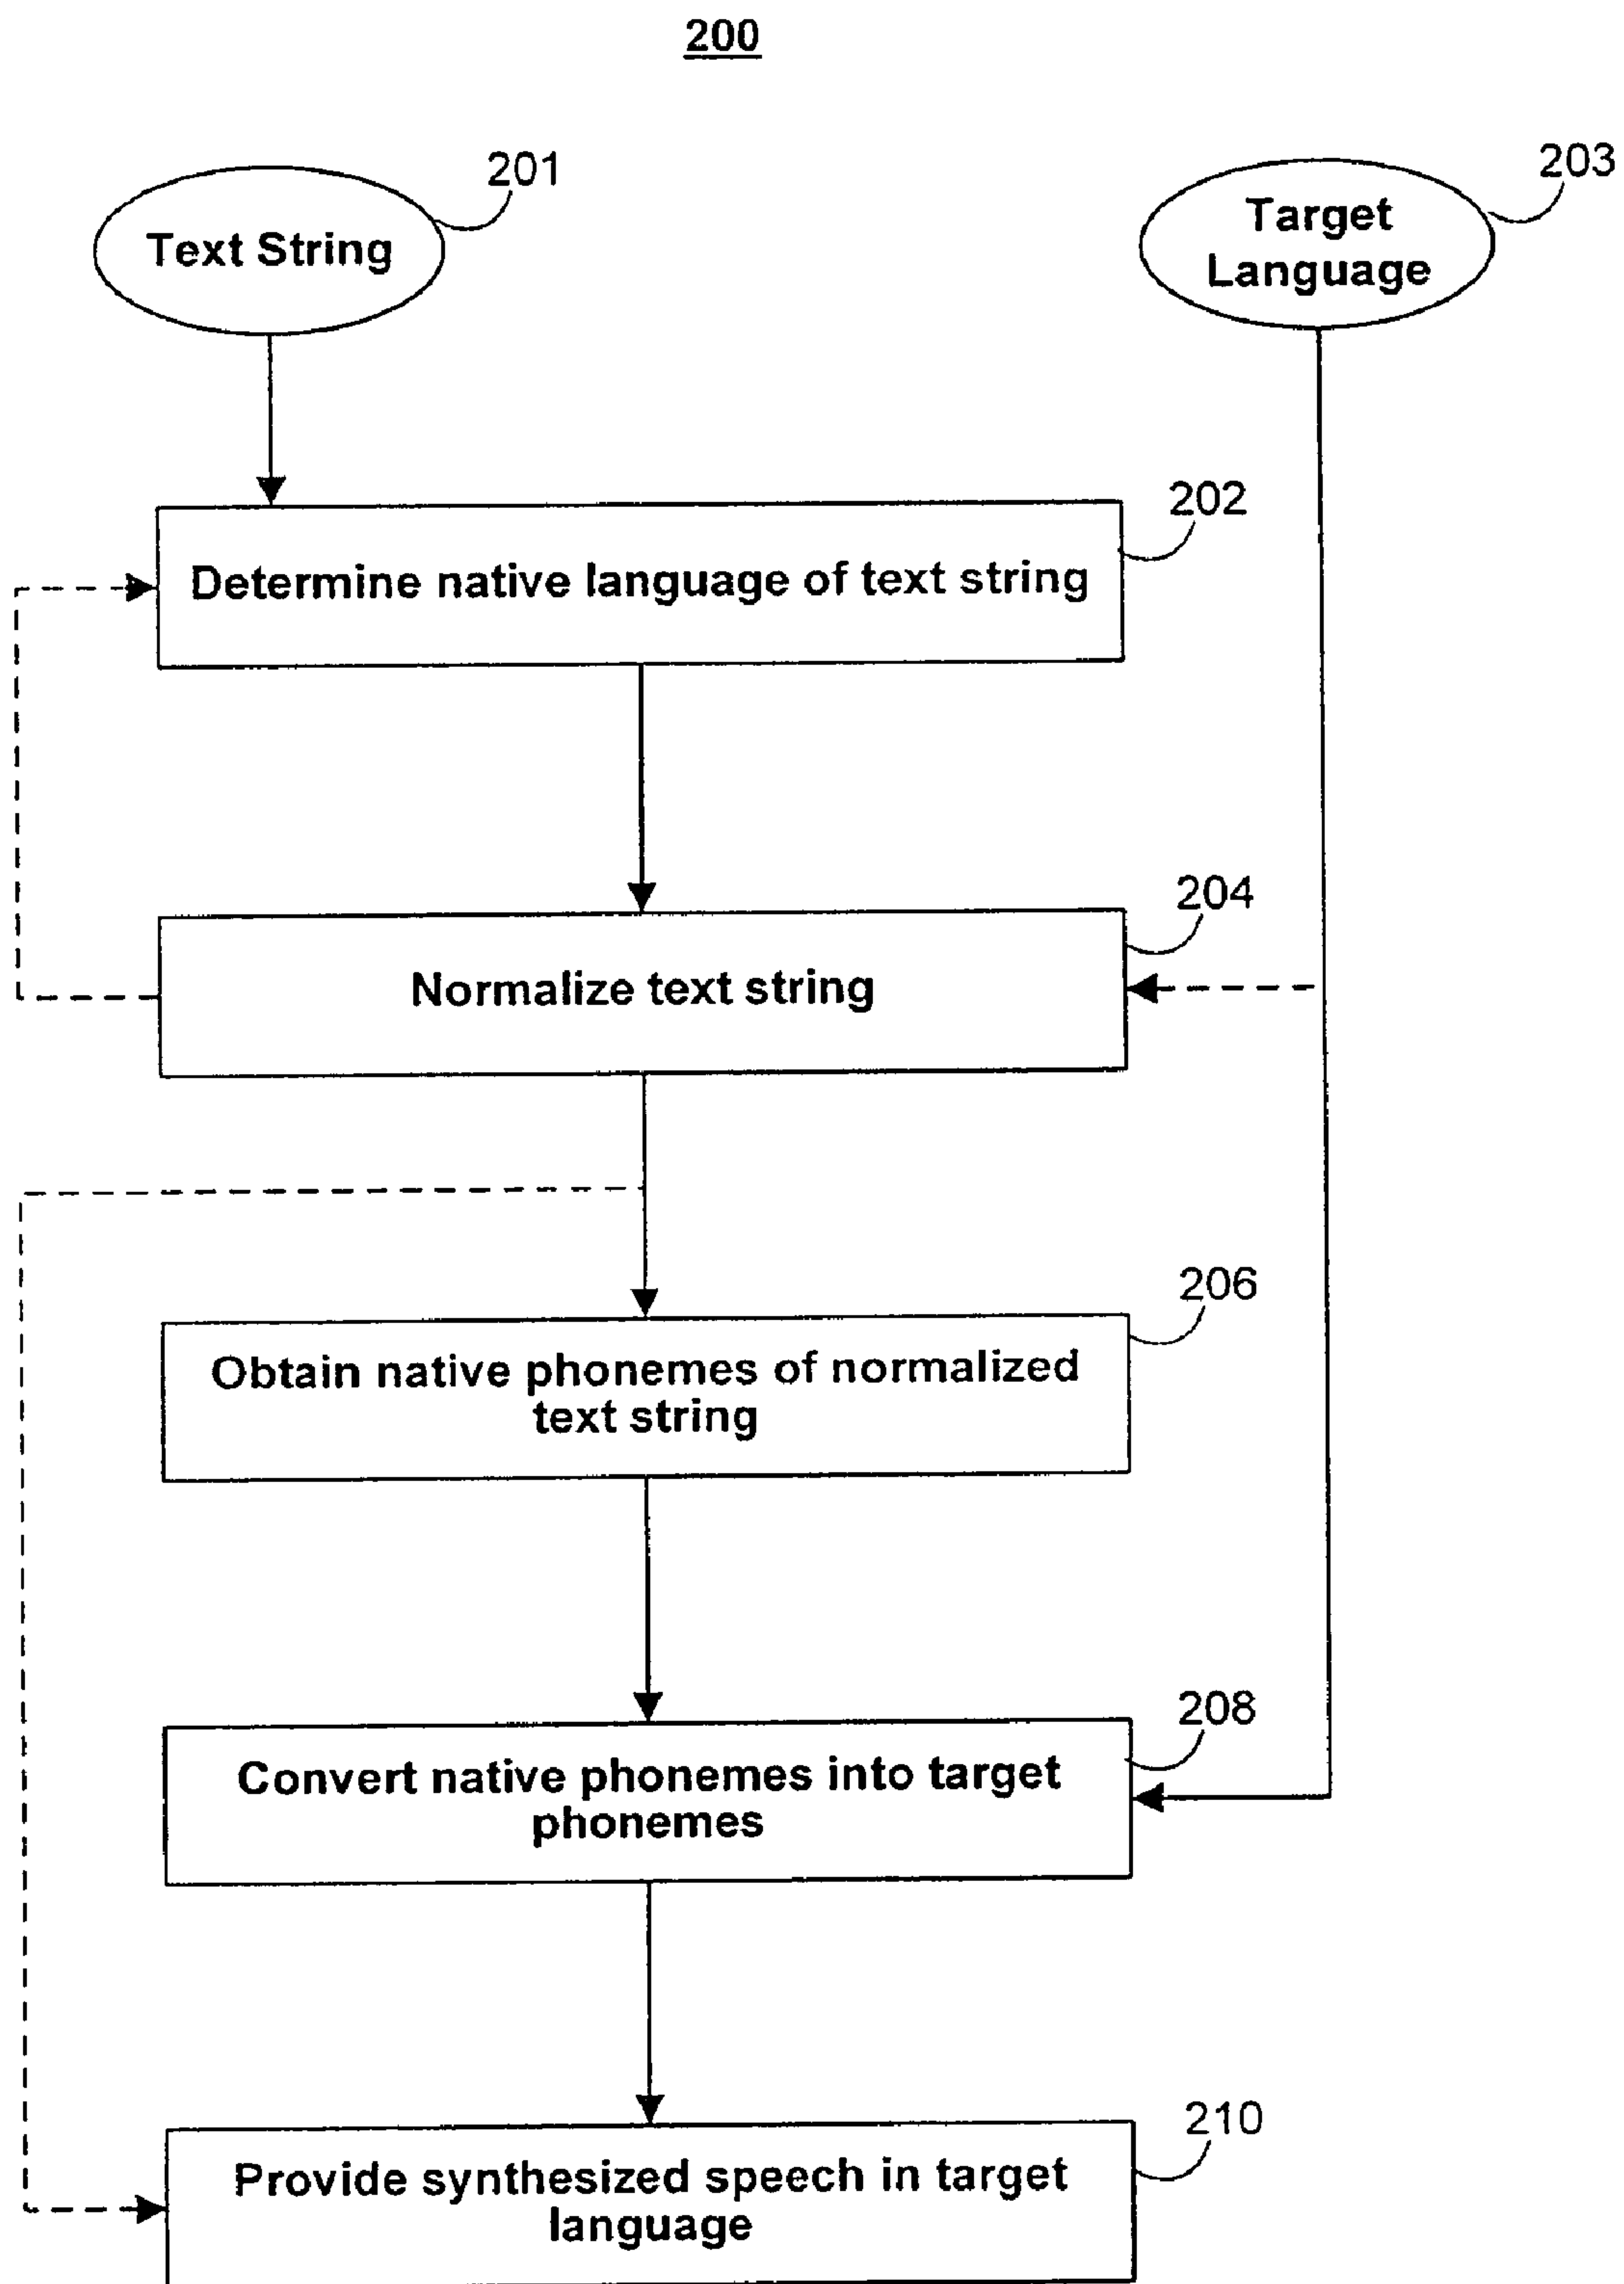 200
201
Text String
203
Target
Language
202
Determine native language of text string
204
Normalize text string
206
Obtain native phonemes of normalized
text string
208
Convert native phonemes into target
phonemes
210
Provide synthesized speech in target
language